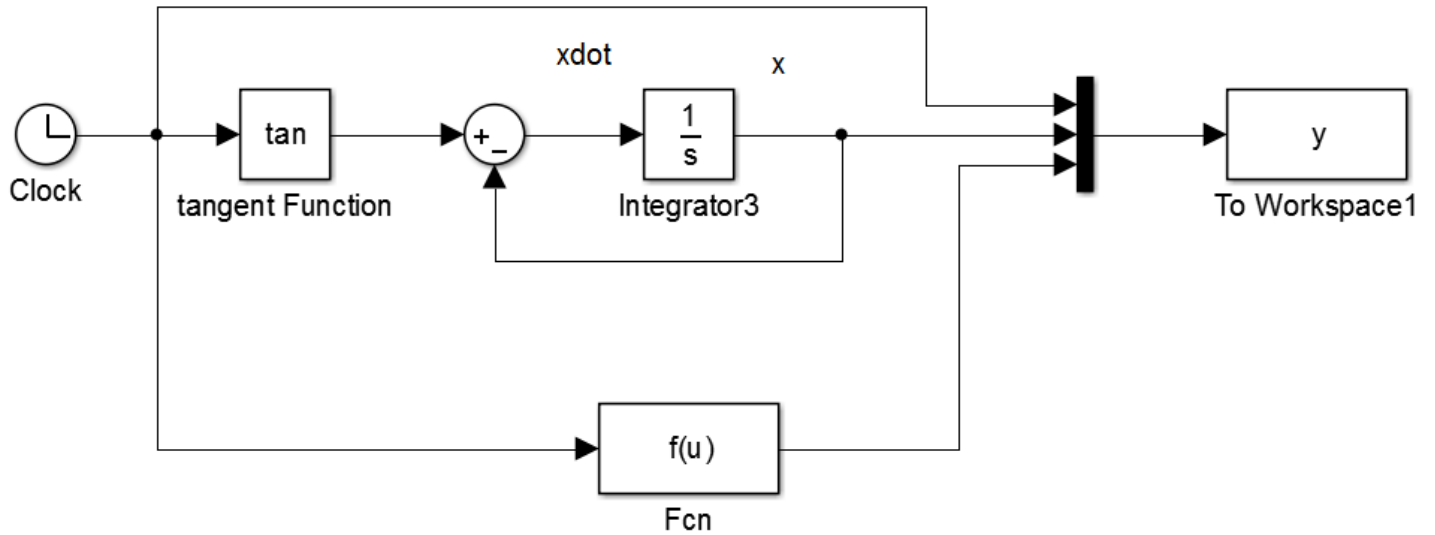 xdot
x
Clock
tan
tangent Function
+
−
1
s
Integrator3
y
To Workspace1
f(u)
Fcn